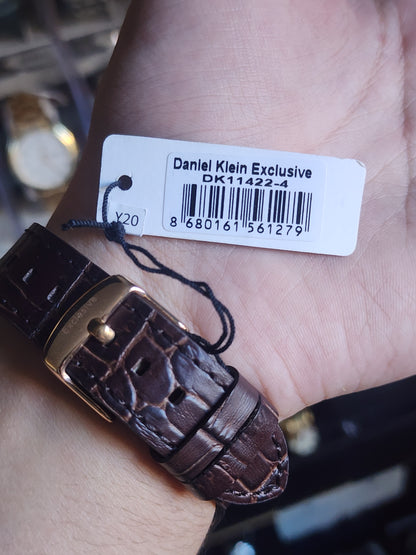 Daniel Klein Exclusive
DK11422-4
X20
8 680161 561279